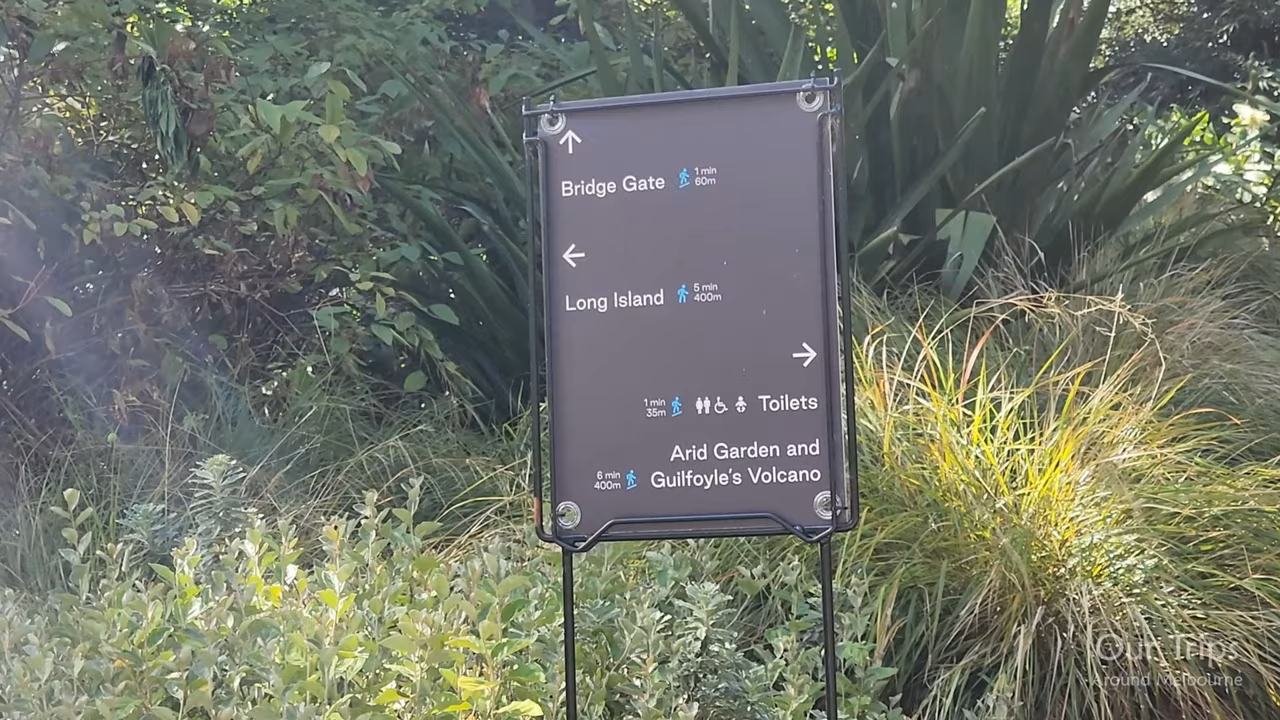 Bridge Gate
1 min
60m
Long Island
5 min
400m
1 min
35m
Toilets
Arid Garden and
Guilfoyle's Volcano
6 min
400m
Our Trips
Around Melbourne